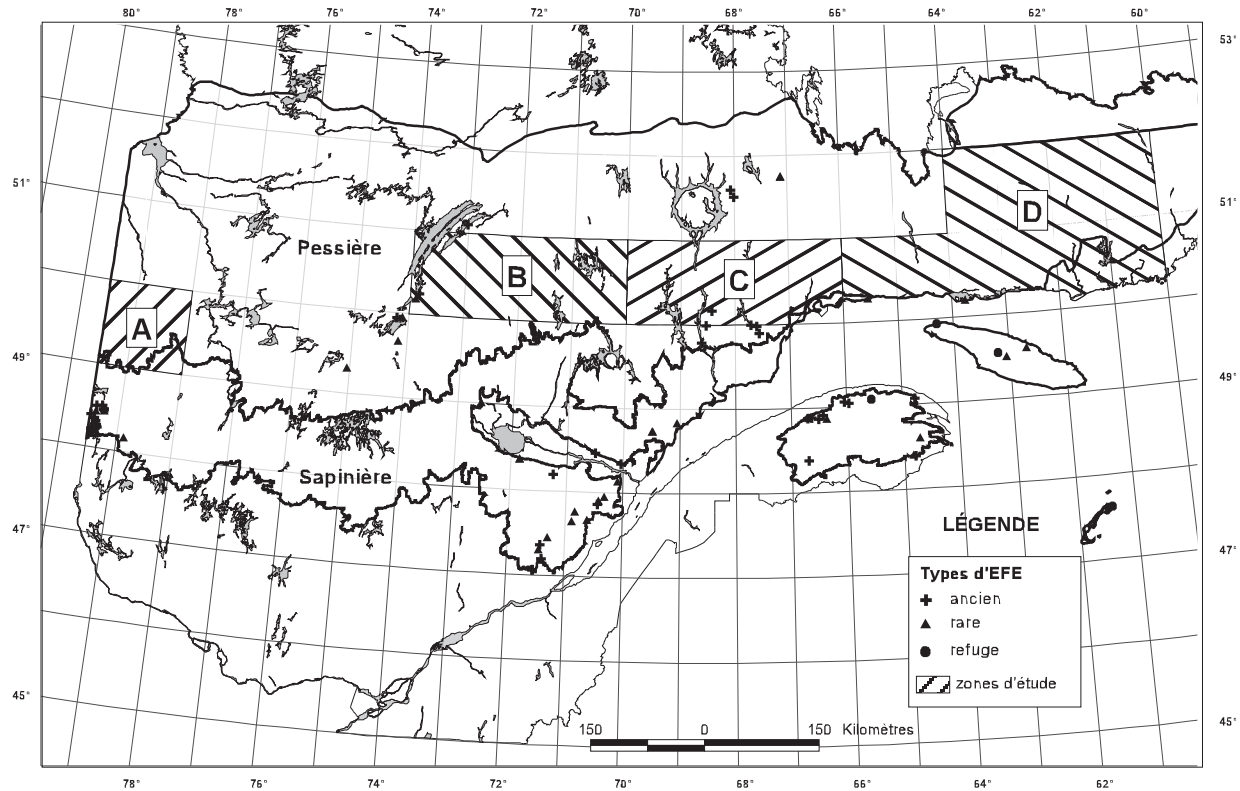 80° 78° 76° 74° 72° 70° 68° 66° 64° 62° 60°
53°
51° 51°
D
Pessière
B
C
A
49°
49°
Sapinière
LÉGENDE
47°
47°
Types d'EFE
ancien
rare
refuge
zones d'étude
45°
45°
150 0 150 Kilomètres
78° 76° 74° 72° 70° 68° 66° 64° 62°